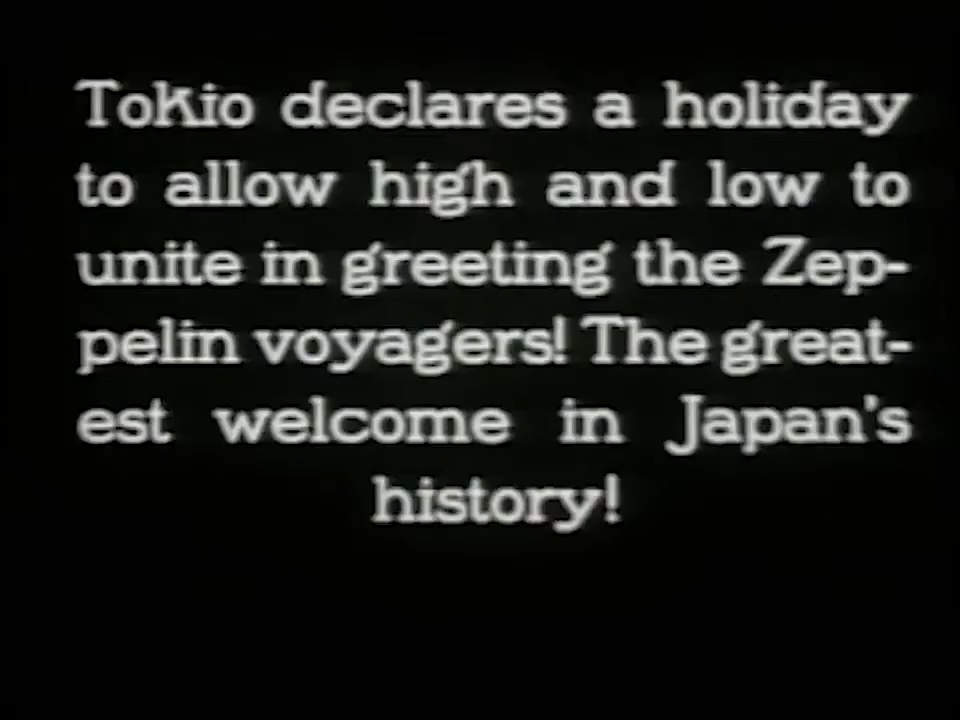 Tokio declares a holiday
to allow high and low to
unite in greeting the Zep-
pelin voyagers! The great-
est welcome in Japan's
history!